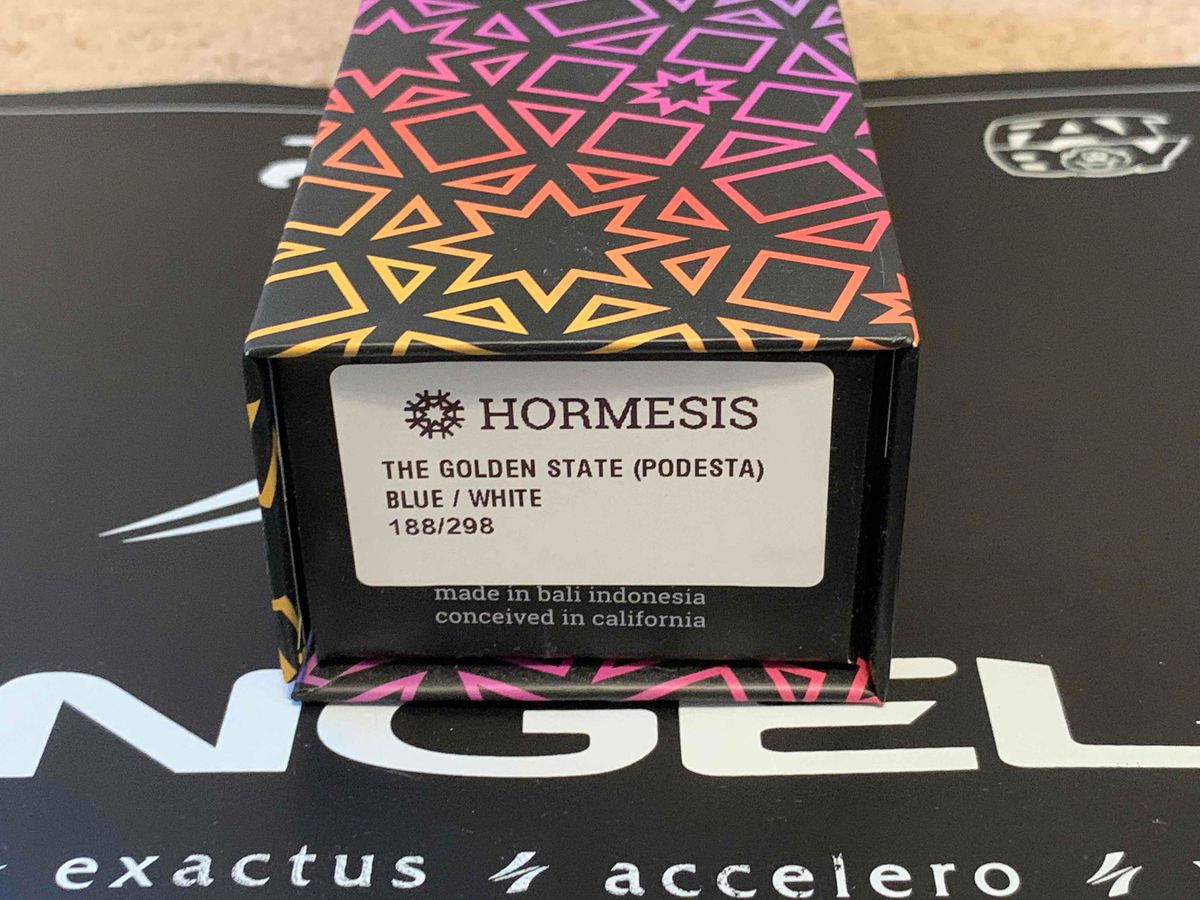 HORMESIS
THE GOLDEN STATE (PODESTA)
BLUE / WHITE
188/298
made in bali indonesia
conceived in california
NGEL
exactus accelero